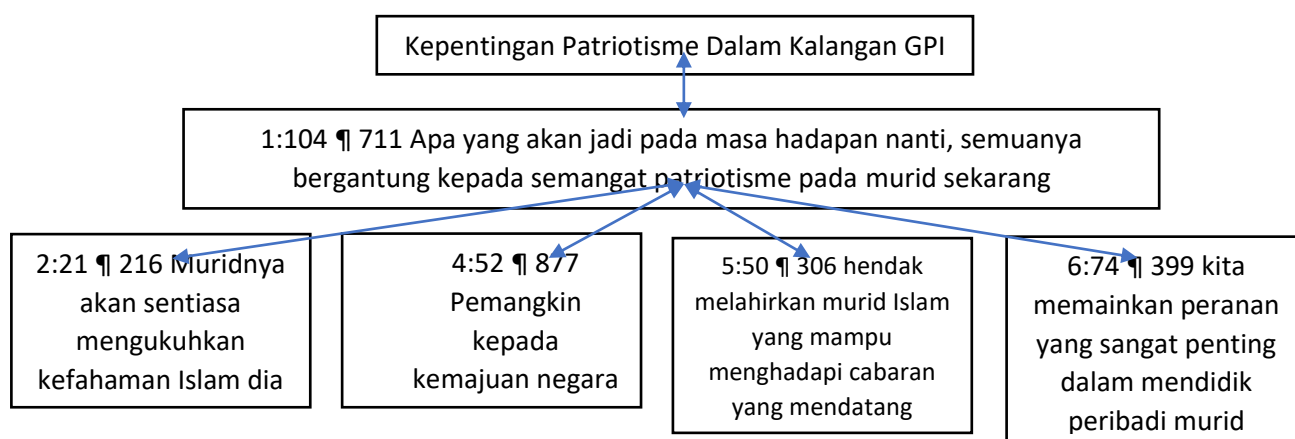 Kepentingan Patriotisme Dalam Kalangan GPI
1:104 ¶ 711 Apa yang akan jadi pada masa hadapan nanti, semuanya
bergantung kepada semangat patriotisme pada murid sekarang
2:21 ¶ 216 Muridnya
akan sentiasa
mengukuhkan
kefahaman Islam dia
4:52 ¶ 877
Pemangkin
kepada
kemajuan negara
5:50 ¶ 306 hendak
melahirkan murid Islam
yang mampu
menghadapi cabaran
yang mendatang
6:74 ¶ 399 kita
memainkan peranan
yang sangat penting
dalam mendidik
peribadi murid